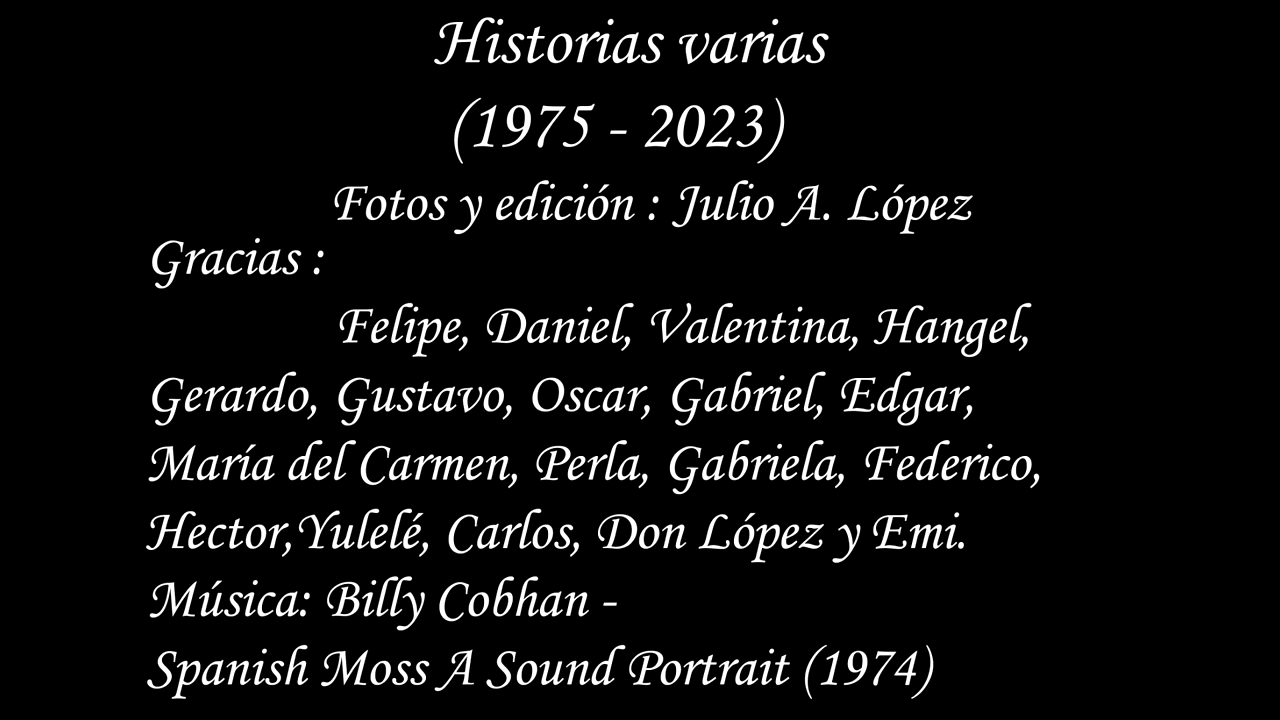 Historias varias
(1975 - 2023)
Fotos y edición : Julio A. López
Gracias :
Felipe, Daniel, Valentina, Hangel,
Gerardo, Gustavo, Oscar, Gabriel, Edgar,
María del Carmen, Perla, Gabriela, Federico,
Hector,Yulelé, Carlos, Don López y Emi.
Música: Billy Cobhan -
Spanish Moss A Sound Portrait (1974)